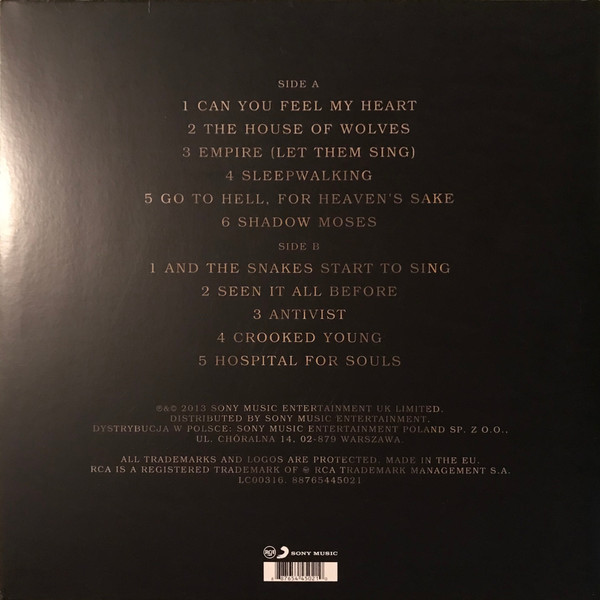 SIDE A
1 CAN YOU FEEL MY HEART
2 THE HOUSE OF WOLVES
3 EMPIRE (LET THEM SING)
4 SLEEPWALKING
5 GO TO HELL, FOR HEAVEN'S SAKE
6 SHADOW MOSES
SIDE B
1 AND THE SNAKES START TO SING
2 SEEN IT ALL BEFORE
3 ANTIVIST
4 CROOKED YOUNG
5 HOSPITAL FOR SOULS
℗&© 2013 SONY MUSIC ENTERTAINMENT UK LIMITED.
DISTRIBUTED BY SONY MUSIC ENTERTAINMENT,
DYSTRYBUCJA W POLSCE: SONY MUSIC ENTERTAINMENT POLAND SP. Z O.O.,
UL. CHÓRALNA 14, 02-879 WARSZAWA.
ALL TRADEMARKS AND LOGOS ARE PROTECTED. MADE IN THE EU.
RCA IS A REGISTERED TRADEMARK OF ® RCA TRADEMARK MANAGEMENT S.A.
LC00316. 88765445021
RCA SONY MUSIC